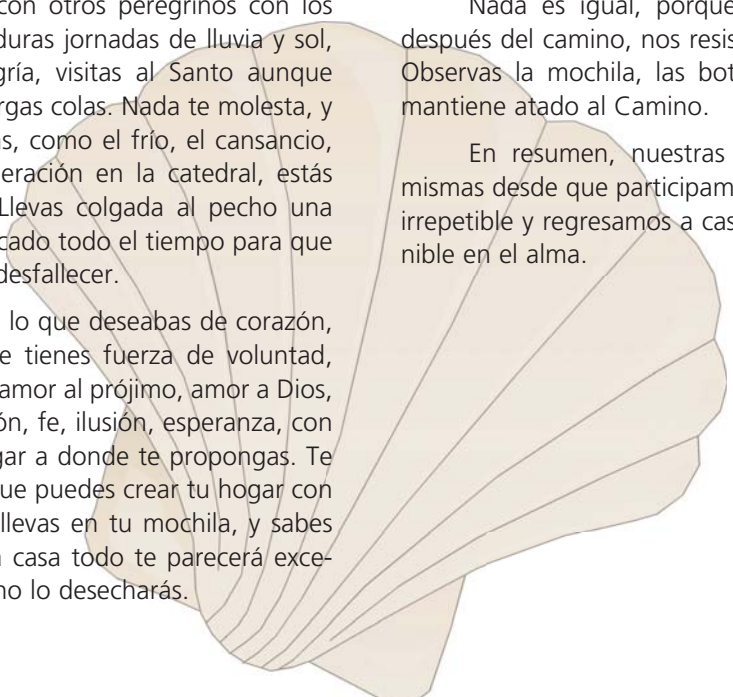 con otros peregrinos con los
duras jornadas de lluvia y sol,
gría, visitas al Santo aunque
rgas colas. Nada te molesta, y
as, como el frío, el cansancio,
eración en la catedral, estás
Llevas colgada al pecho una
cado todo el tiempo para que
desfallecer.
lo que deseabas de corazón,
e tienes fuerza de voluntad,
amor al prójimo, amor a Dios,
ón, fe, ilusión, esperanza, con
gar a donde te propongas. Te
que puedes crear tu hogar con
llevas en tu mochila, y sabes
a casa todo te parecerá exce-
no lo desecharás.
Nada es igual, porque
después del camino, nos resis
Observas la mochila, las bot
mantiene atado al Camino.
En resumen, nuestras
mismas desde que participam
irrepetible y regresamos a cas
nible en el alma.